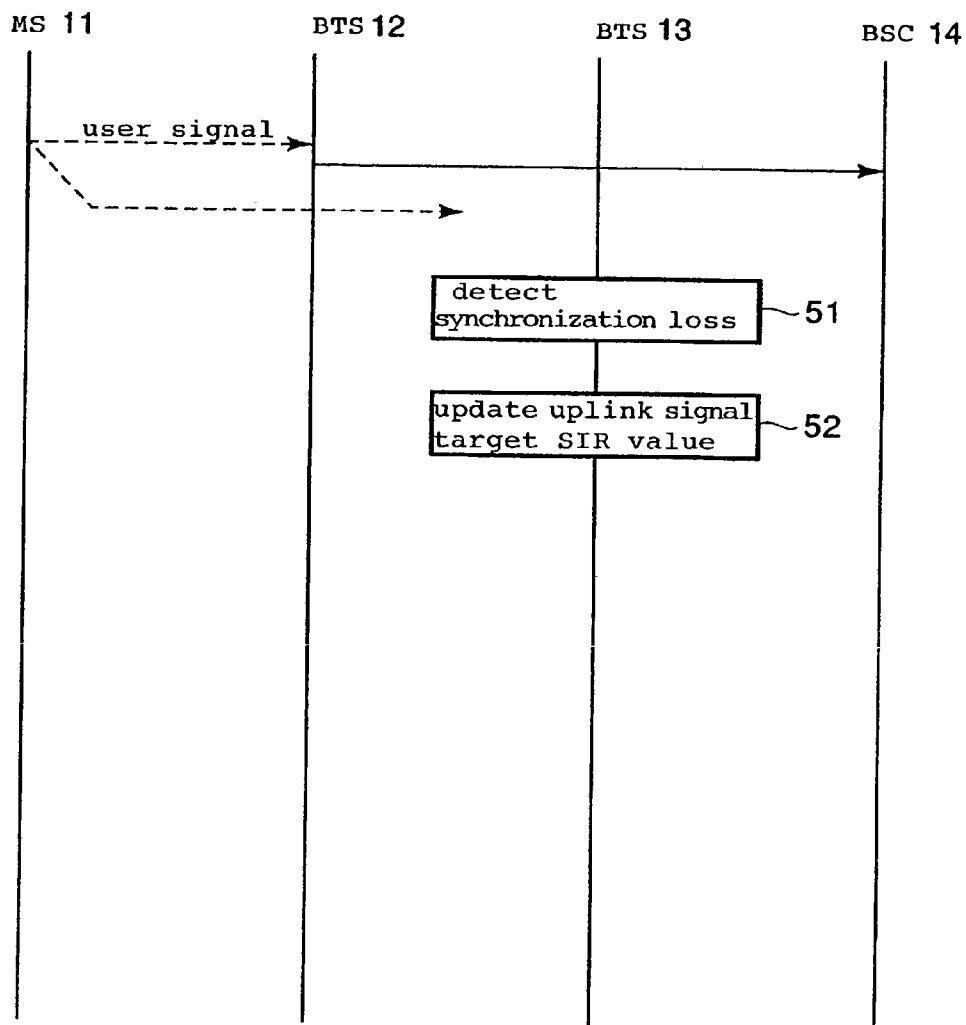 MS 11
BTS 12
BTS 13
BSC 14
user signal
detect
synchronization loss
51
update uplink signal
target SIR value
52